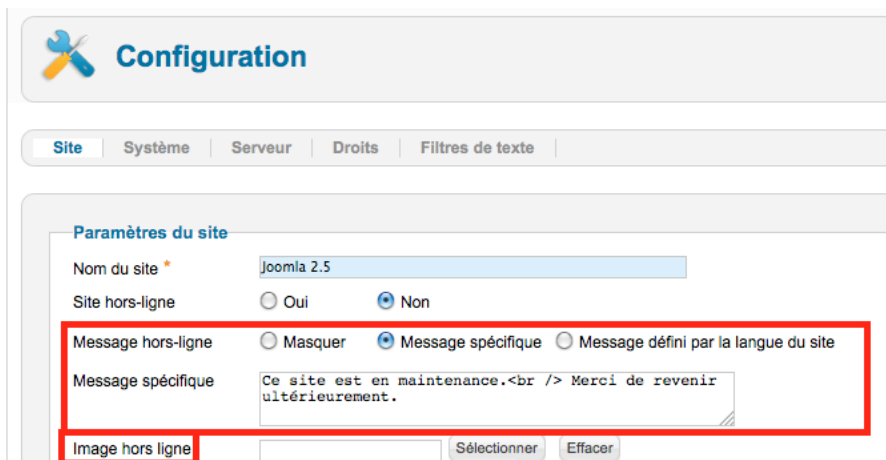 Configuration
Site Système Serveur Droits Filtres de texte
Paramètres du site
Nom du site * Joomla 2.5
Site hors-ligne Oui Non
Message hors-ligne Masquer Message spécifique Message défini par la langue du site
Message spécifique Ce site est en maintenance.<br /> Merci de revenir
ultérieurement.
Image hors ligne Sélectionner Effacer